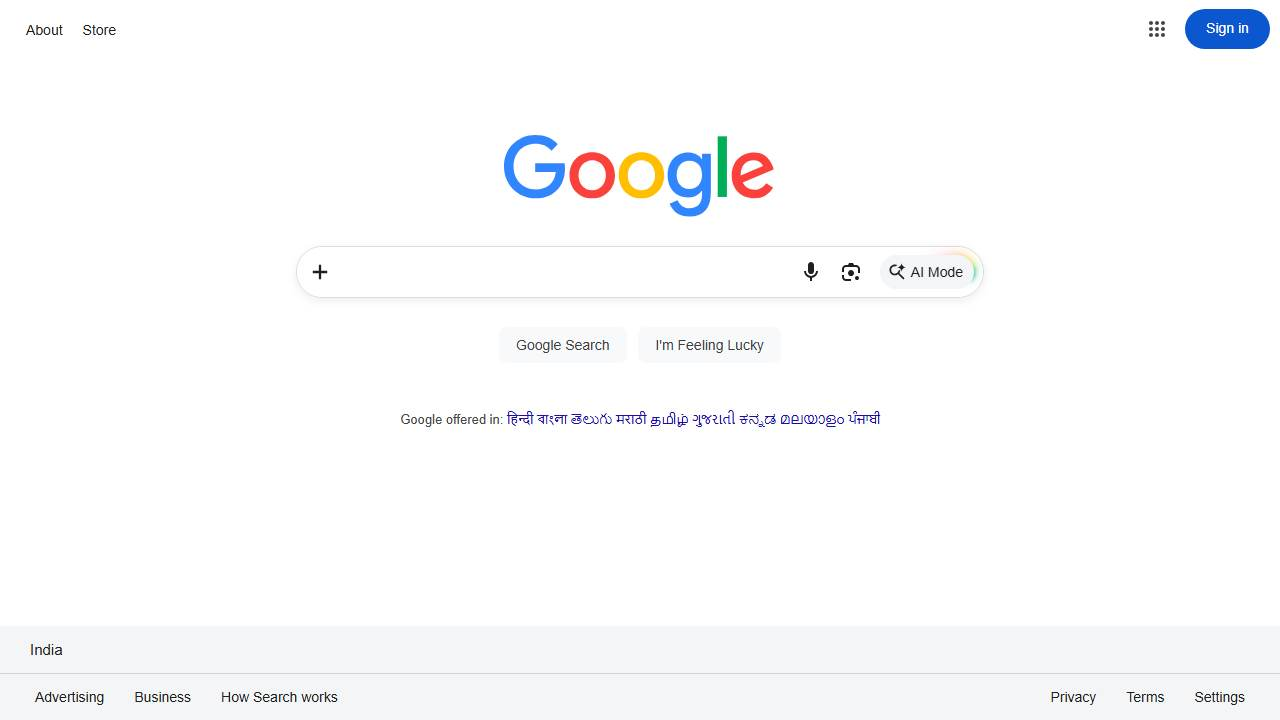 About Store
Sign in
Google
AI Mode
Google Search I'm Feeling Lucky
Google offered in: हिन्दी বাংলা తెలుగు मराठी தமிழ் ગુજરાતી ಕನ್ನಡ മലയാളം ਪੰਜਾਬੀ
India
Advertising Business How Search works
Privacy Terms Settings